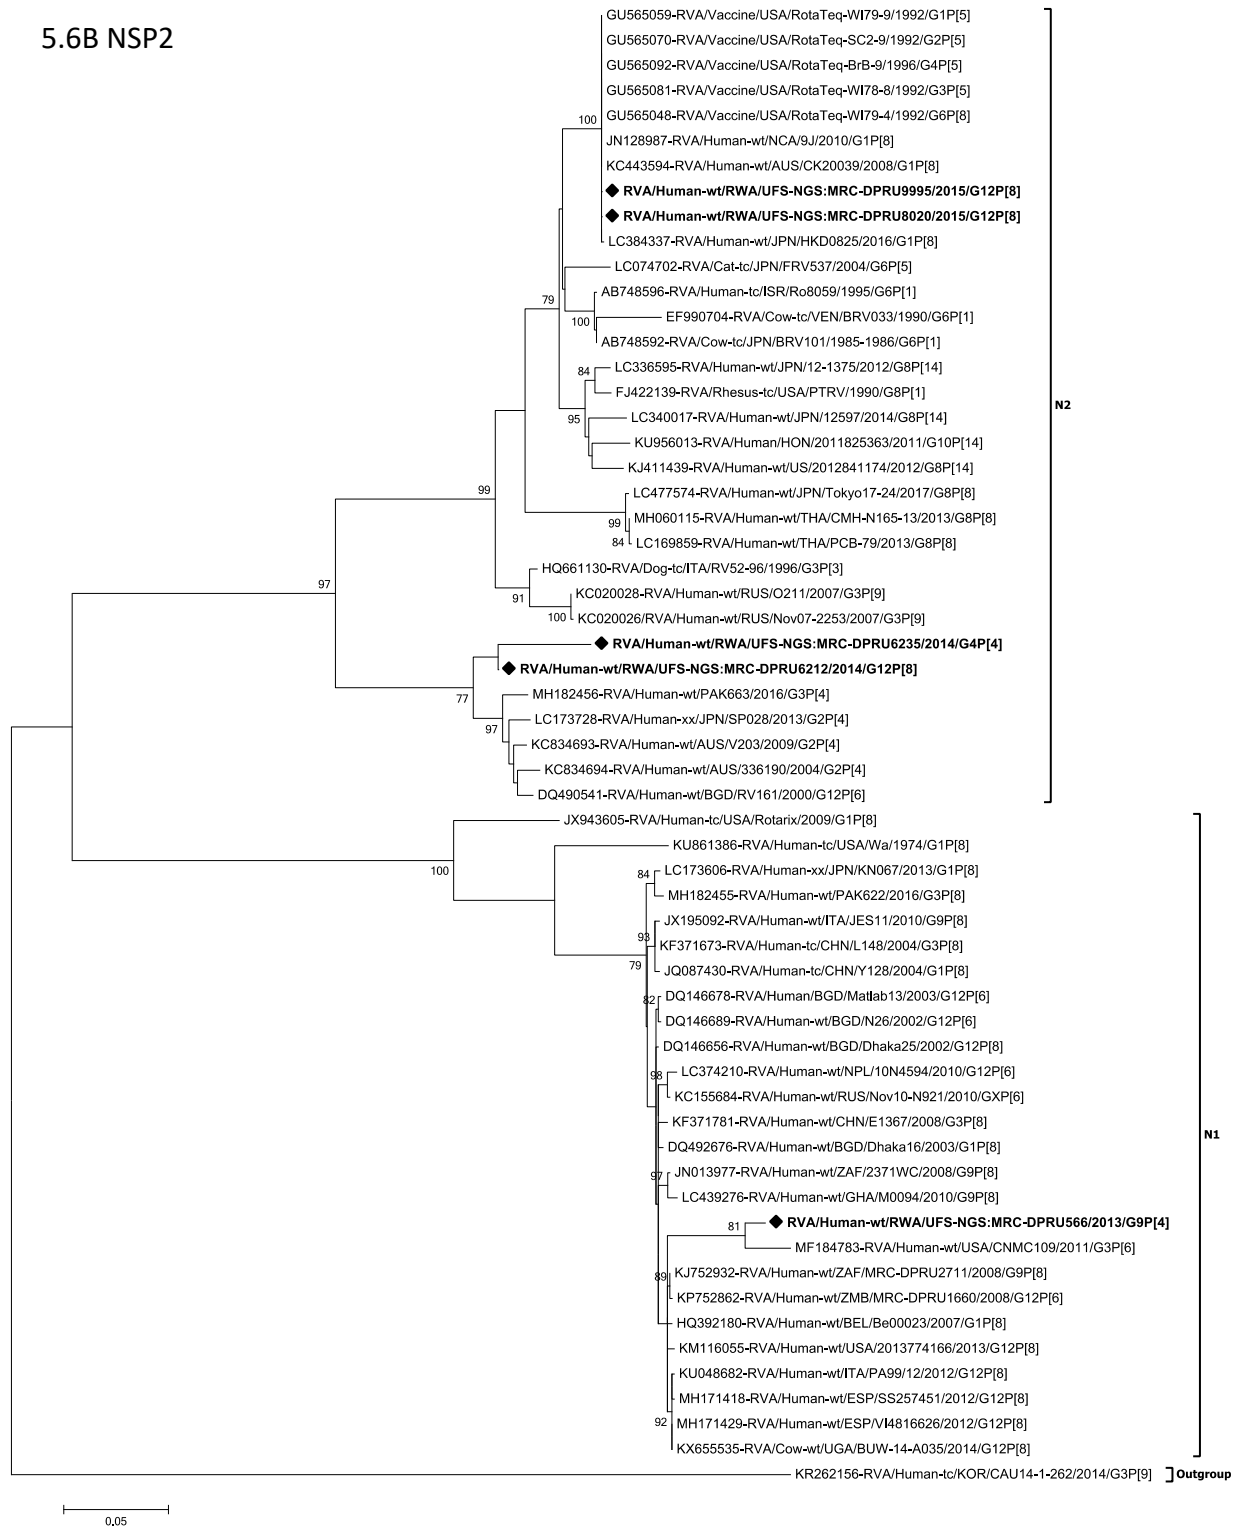 5.6B NSP2
GU565059-RVA/Vaccine/USA/RotaTeq-WI79-9/1992/G1P[5]
GU565070-RVA/Vaccine/USA/RotaTeq-SC2-9/1992/G2P[5]
GU565092-RVA/Vaccine/USA/RotaTeq-BrB-9/1996/G4P[5]
GU565081-RVA/Vaccine/USA/RotaTeq-WI78-8/1992/G3P[5]
GU565048-RVA/Vaccine/USA/RotaTeq-WI79-4/1992/G6P[8]
100
JN128987-RVA/Human-wt/NCA/9J/2010/G1P[8]
KC443594-RVA/Human-wt/AUS/CK20039/2008/G1P[8]
RVA/Human-wt/RWA/UFS-NGS:MRC-DPRU9995/2015/G12P[8]
RVA/Human-wt/RWA/UFS-NGS:MRC-DPRU8020/2015/G12P[8]
LC384337-RVA/Human-wt/JPN/HKD0825/2016/G1P[8]
LC074702-RVA/Cat-tc/JPN/FRV537/2004/G6P[5]
AB748596-RVA/Human-tc/ISR/Ro8059/1995/G6P[1]
79
EF990704-RVA/Cow-tc/VEN/BRV033/1990/G6P[1]
100
AB748592-RVA/Cow-tc/JPN/BRV101/1985-1986/G6P[1]
LC336595-RVA/Human-wt/JPN/12-1375/2012/G8P[14]
84
FJ422139-RVA/Rhesus-tc/USA/PTRV/1990/G8P[1]
N2
LC340017-RVA/Human-wt/JPN/12597/2014/G8P[14]
95
KU956013-RVA/Human/HON/2011825363/2011/G10P[14]
KJ411439-RVA/Human-wt/US/2012841174/2012/G8P[14]
99
LC477574-RVA/Human-wt/JPN/Tokyo17-24/2017/G8P[8]
MH060115-RVA/Human-wt/THA/CMH-N165-13/2013/G8P[8]
99
LC169859-RVA/Human-wt/THA/PCB-79/2013/G8P[8]
84
HQ661130-RVA/Dog-tc/ITA/RV52-96/1996/G3P[3]
97
KC020028-RVA/Human-wt/RUS/O211/2007/G3P[9]
91
KC020026/RVA/Human-wt/RUS/Nov07-2253/2007/G3P[9]
100
RVA/Human-wt/RWA/UFS-NGS:MRC-DPRU6235/2014/G4P[4]
RVA/Human-wt/RWA/UFS-NGS:MRC-DPRU6212/2014/G12P[8]
77
MH182456-RVA/Human-wt/PAK663/2016/G3P[4]
LC173728-RVA/Human-xx/JPN/SP028/2013/G2P[4]
97
KC834693-RVA/Human-wt/AUS/V203/2009/G2P[4]
KC834694-RVA/Human-wt/AUS/336190/2004/G2P[4]
DQ490541-RVA/Human-wt/BGD/RV161/2000/G12P[6]
JX943605-RVA/Human-tc/USA/Rotarix/2009/G1P[8]
KU861386-RVA/Human-tc/USA/Wa/1974/G1P[8]
100
LC173606-RVA/Human-xx/JPN/KN067/2013/G1P[8]
84
MH182455-RVA/Human-wt/PAK622/2016/G3P[8]
JX195092-RVA/Human-wt/ITA/JES11/2010/G9P[8]
93
KF371673-RVA/Human-tc/CHN/L148/2004/G3P[8]
79
JQ087430-RVA/Human-tc/CHN/Y128/2004/G1P[8]
DQ146678-RVA/Human/BGD/Matlab13/2003/G12P[6]
82
DQ146689-RVA/Human-wt/BGD/N26/2002/G12P[6]
DQ146656-RVA/Human-wt/BGD/Dhaka25/2002/G12P[8]
LC374210-RVA/Human-wt/NPL/10N4594/2010/G12P[6]
98
KC155684-RVA/Human-wt/RUS/Nov10-N921/2010/GXP[6]
KF371781-RVA/Human-wt/CHN/E1367/2008/G3P[8]
N1
DQ492676-RVA/Human-wt/BGD/Dhaka16/2003/G1P[8]
JN013977-RVA/Human-wt/ZAF/2371WC/2008/G9P[8]
97
LC439276-RVA/Human-wt/GHA/M0094/2010/G9P[8]
RVA/Human-wt/RWA/UFS-NGS:MRC-DPRU566/2013/G9P[4]
81
MF184783-RVA/Human-wt/USA/CNMC109/2011/G3P[6]
KJ752932-RVA/Human-wt/ZAF/MRC-DPRU2711/2008/G9P[8]
89
KP752862-RVA/Human-wt/ZMB/MRC-DPRU1660/2008/G12P[6]
HQ392180-RVA/Human-wt/BEL/Be00023/2007/G1P[8]
KM116055-RVA/Human-wt/USA/2013774166/2013/G12P[8]
KU048682-RVA/Human-wt/ITA/PA99/12/2012/G12P[8]
MH171418-RVA/Human-wt/ESP/SS257451/2012/G12P[8]
92
MH171429-RVA/Human-wt/ESP/VI4816626/2012/G12P[8]
KX655535-RVA/Cow-wt/UGA/BUW-14-A035/2014/G12P[8]
KR262156-RVA/Human-tc/KOR/CAU14-1-262/2014/G3P[9]
Outgroup
0.05